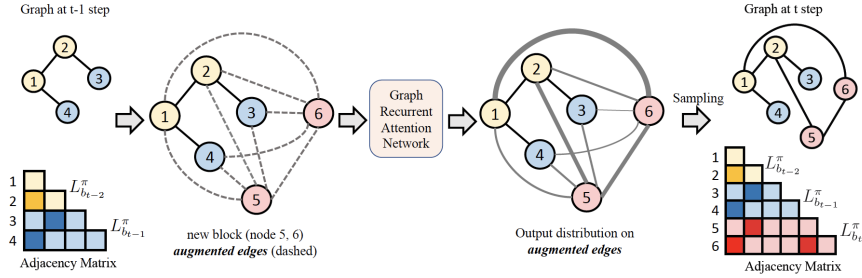 Graph at t-1 step
2
1
3
4
1
2
3
4
L^π_{b_{t-2}}
L^π_{b_{t-1}}
Adjacency Matrix
2
1
3
6
4
5
new block (node 5, 6)
augmented edges (dashed)
Graph
Recurrent
Attention
Network
2
1
3
6
4
5
Output distribution on
augmented edges
Sampling
Graph at t step
2
1
3
6
4
5
1
2
3
4
5
6
L^π_{b_{t-2}}
L^π_{b_{t-1}}
L^π_{b_t}
Adjacency Matrix